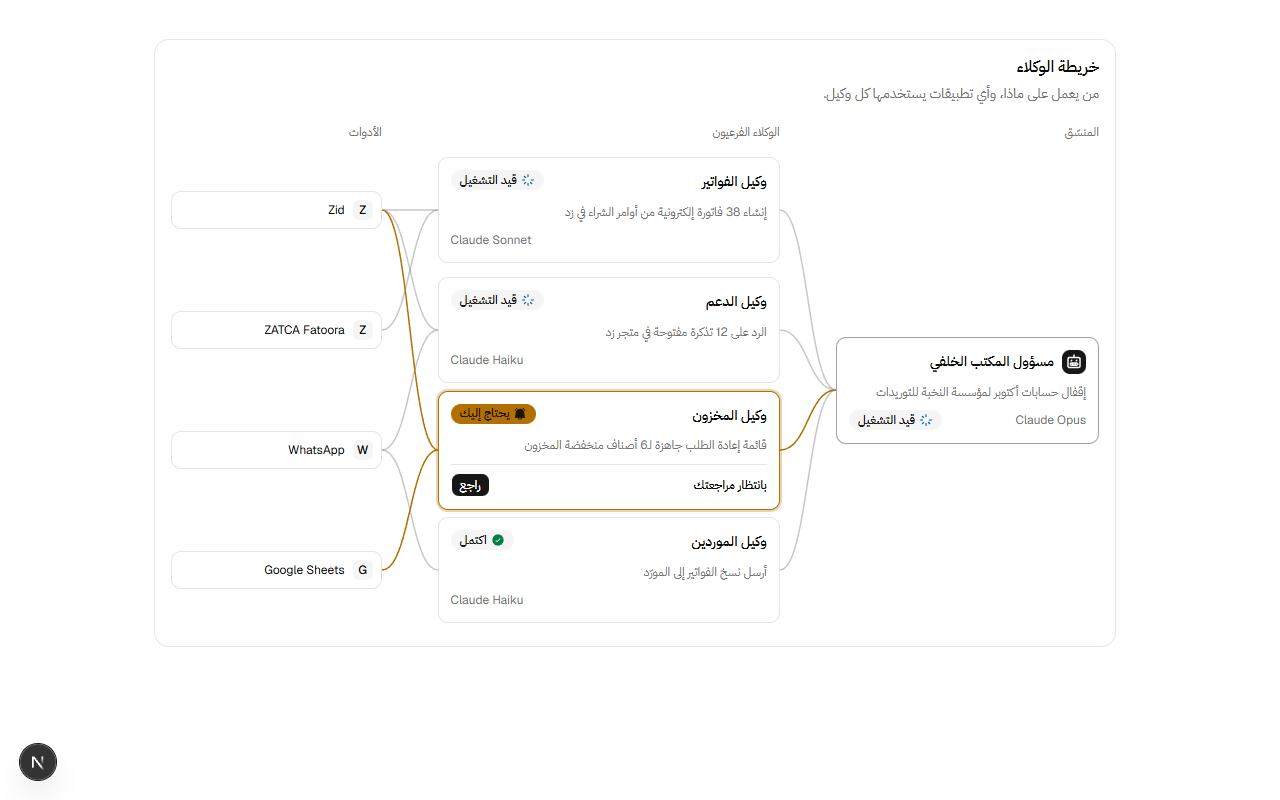 خريطة الوكلاء
من يعمل على ماذا، وأي تطبيقات يستخدمها كل وكيل.
المنسّق
الوكلاء الفرعيون
الأدوات
مسؤول المكتب الخلفي
إقفال حسابات أكتوبر لمؤسسة النخبة للتوريدات
Claude Opus
قيد التشغيل
وكيل الفواتير
قيد التشغيل
إنشاء 38 فاتورة إلكترونية من أوامر الشراء في زد
Claude Sonnet
وكيل الدعم
قيد التشغيل
الرد على 12 تذكرة مفتوحة في متجر زد
Claude Haiku
وكيل المخزون
يحتاج إليك
قائمة إعادة الطلب جاهزة لـ6 أصناف منخفضة المخزون
بانتظار مراجعتك
راجع
وكيل الموردين
اكتمل
أرسل نسخ الفواتير إلى المورّد
Claude Haiku
Z Zid
Z ZATCA Fatoora
W WhatsApp
G Google Sheets
N